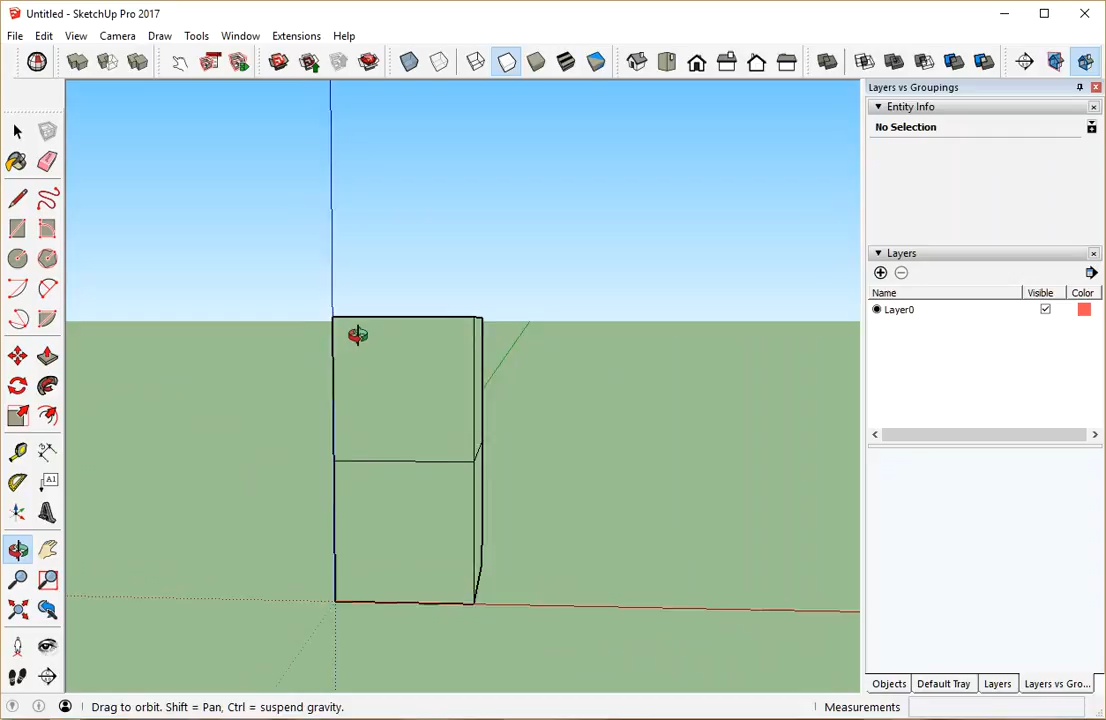 Untitled - SketchUp Pro 2017
File Edit View Camera Draw Tools Window Extensions Help
Layers vs Groupings
Entity Info
No Selection
Layers
Name Visible Color
Layer0
A1
Objects Default Tray Layers Layers vs Gro...
Drag to orbit. Shift = Pan, Ctrl = suspend gravity. Measurements